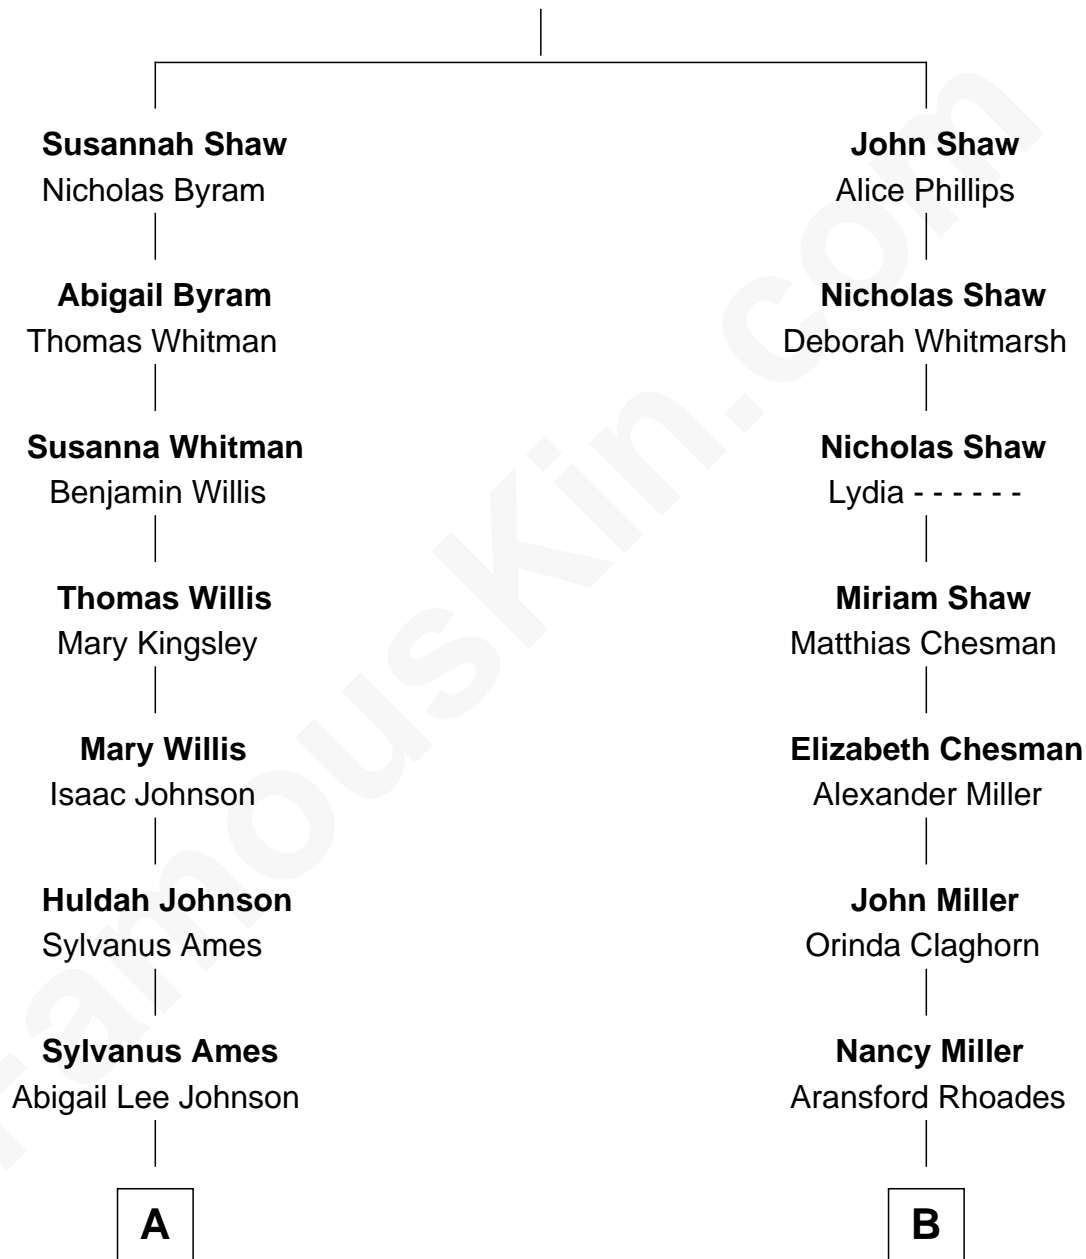 Susannah Shaw
Nicholas Byram
Abigail Byram
Thomas Whitman
Susanna Whitman
Benjamin Willis
Thomas Willis
Mary Kingsley
Mary Willis
Isaac Johnson
Huldah Johnson
Sylvanus Ames
Sylvanus Ames
Abigail Lee Johnson
A
John Shaw
Alice Phillips
Nicholas Shaw
Deborah Whitmarsh
Nicholas Shaw
Lydia - - - - - -
Miriam Shaw
Matthias Chesman
Elizabeth Chesman
Alexander Miller
John Miller
Orinda Claghorn
Nancy Miller
Aransford Rhoades
B
FamousKin.com